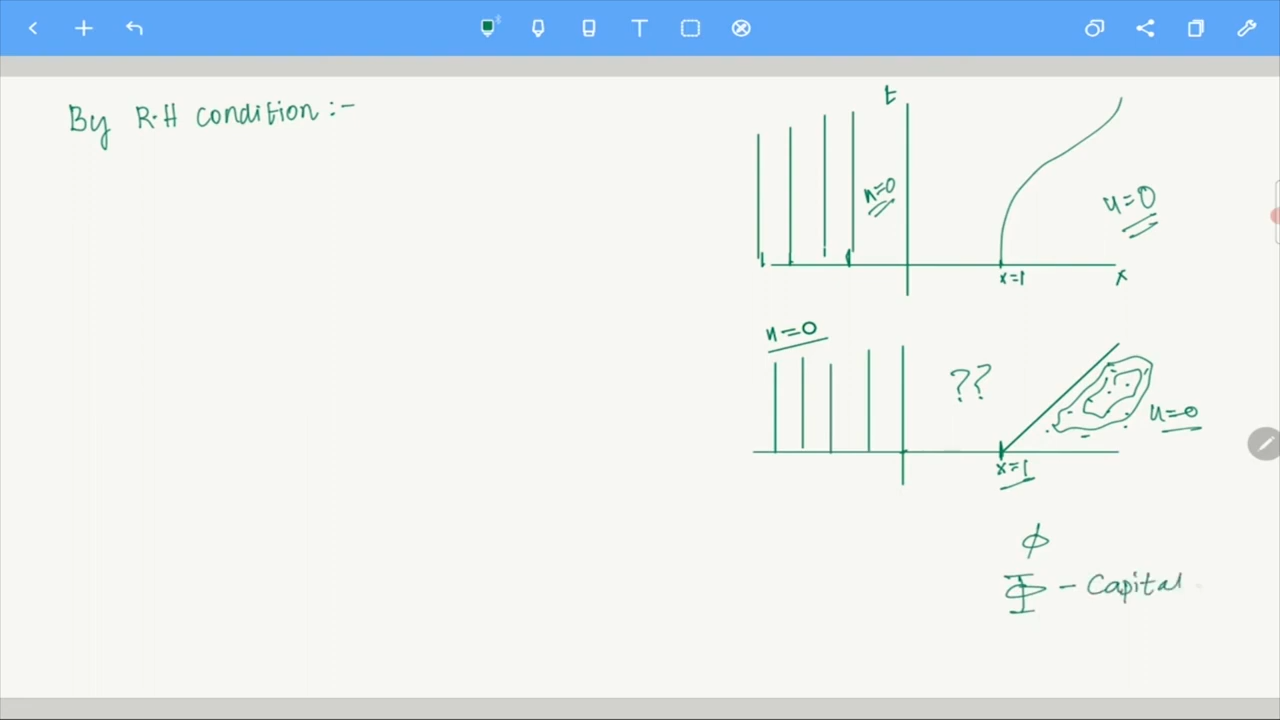 By R.H condition :-
t
u=0
u=0
x=1
x
u=0
??
u=0
x=1
ϕ
Φ - Capital